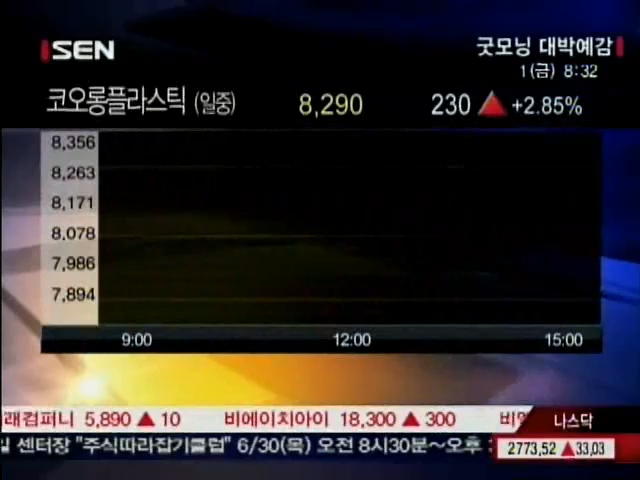 SEN
굿모닝 대박예감
1(금) 8:32
코오롱플라스틱 (일중) 8,290 230 ▲ +2.85%
8,356
8,263
8,171
8,078
7,986
7,894
9:00 12:00 15:00
래컴퍼니 5,890 ▲ 10 비에이치아이 18,300 ▲ 300
나스닥
센터장 "주식따라잡기클럽" 6/30(목) 오전 8시30분~오후
2773,52 ▲33,03